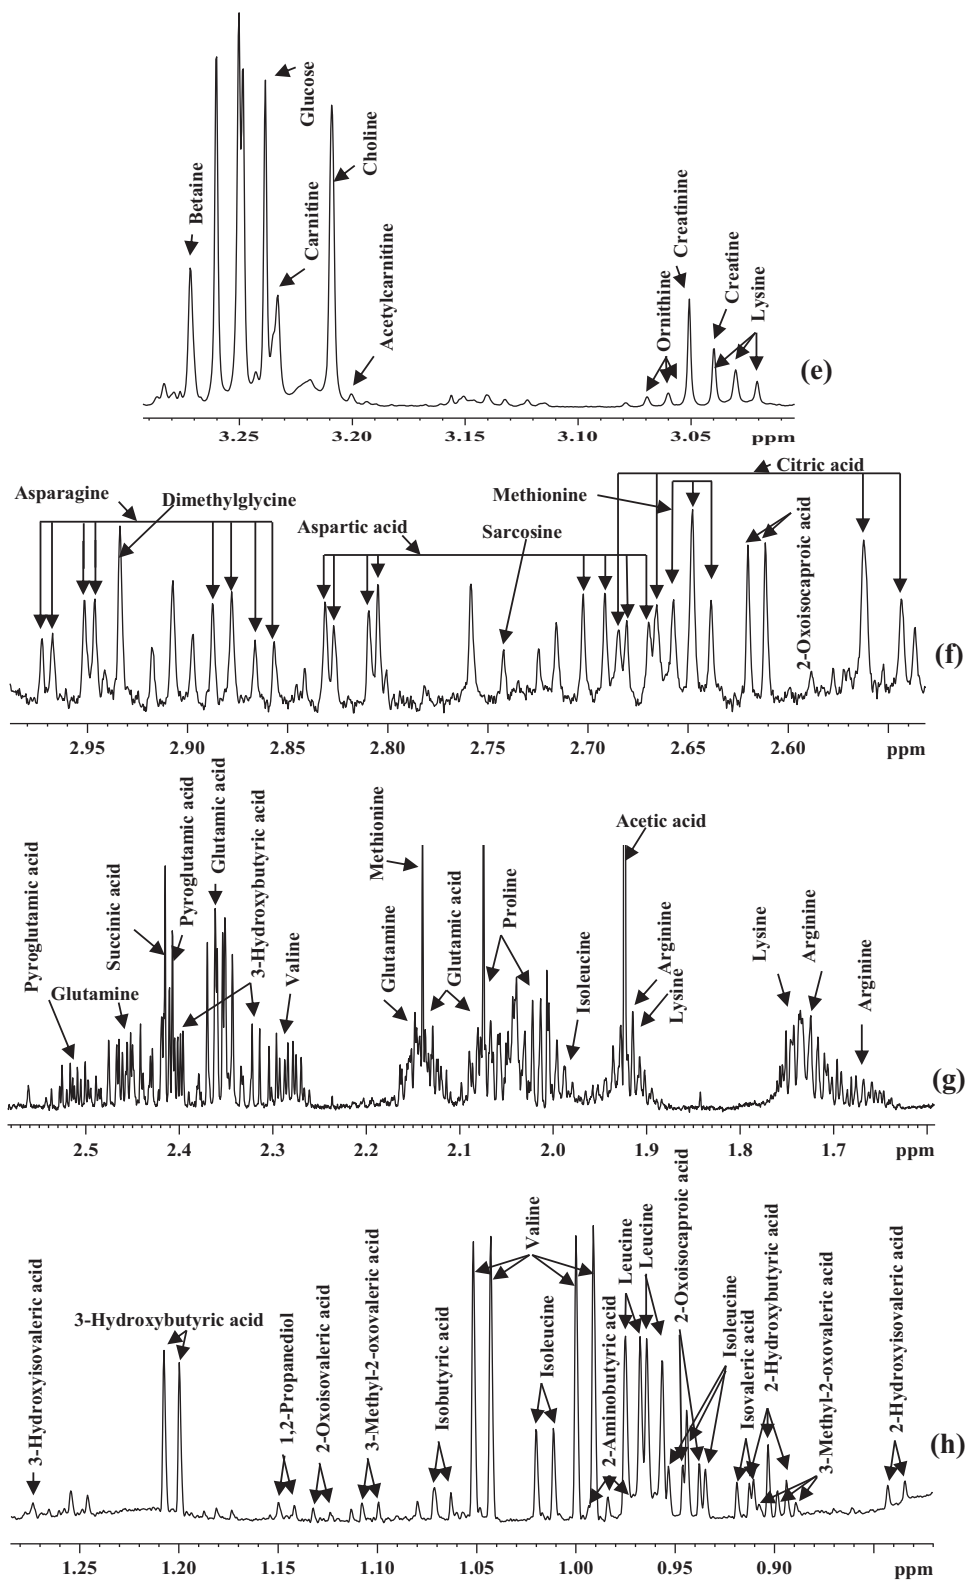 Betaine
Glucose
Carnitine
Choline
Acetylcarnitine
Ornithine
Creatinine
Creatine
Lysine
(e)
3.25 3.20 3.15 3.10 3.05 ppm
Asparagine
Dimethylglycine
Aspartic acid
Sarcosine
Methionine
Citric acid
2-Oxoisocaproic acid
(f)
2.95 2.90 2.85 2.80 2.75 2.70 2.65 2.60 ppm
Pyroglutamic acid
Glutamine
Succinic acid
Pyroglutamic acid
Glutamic acid
3-Hydroxybutyric acid
Valine
Methionine
Glutamine
Glutamic acid
Proline
Isoleucine
Acetic acid
Arginine
Lysine
Lysine
Arginine
Arginine
(g)
2.5 2.4 2.3 2.2 2.1 2.0 1.9 1.8 1.7 ppm
3-Hydroxyisovaleric acid
3-Hydroxybutyric acid
1,2-Propanediol
2-Oxoisovaleric acid
3-Methyl-2-oxovaleric acid
Isobutyric acid
Valine
Isoleucine
2-Aminobutyric acid
Leucine
Leucine
2-Oxoisocaproic acid
Isoleucine
Isovaleric acid
2-Hydroxybutyric acid
3-Methyl-2-oxovaleric acid
2-Hydroxyisovaleric acid
(h)
1.25 1.20 1.15 1.10 1.05 1.00 0.95 0.90 ppm